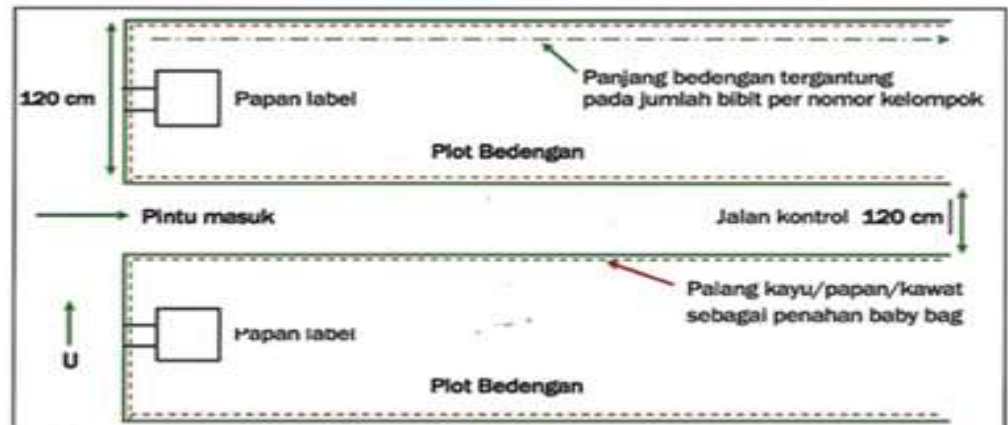 120 cm
Papan label
Panjang bedengan tergantung
pada jumlah bibit per nomor kelompok
Plot Bedengan
Pintu masuk
Jalan kontrol 120 cm
Palang kayu/papan/kawat
sebagai penahan baby bag
Papan label
U
Plot Bedengan